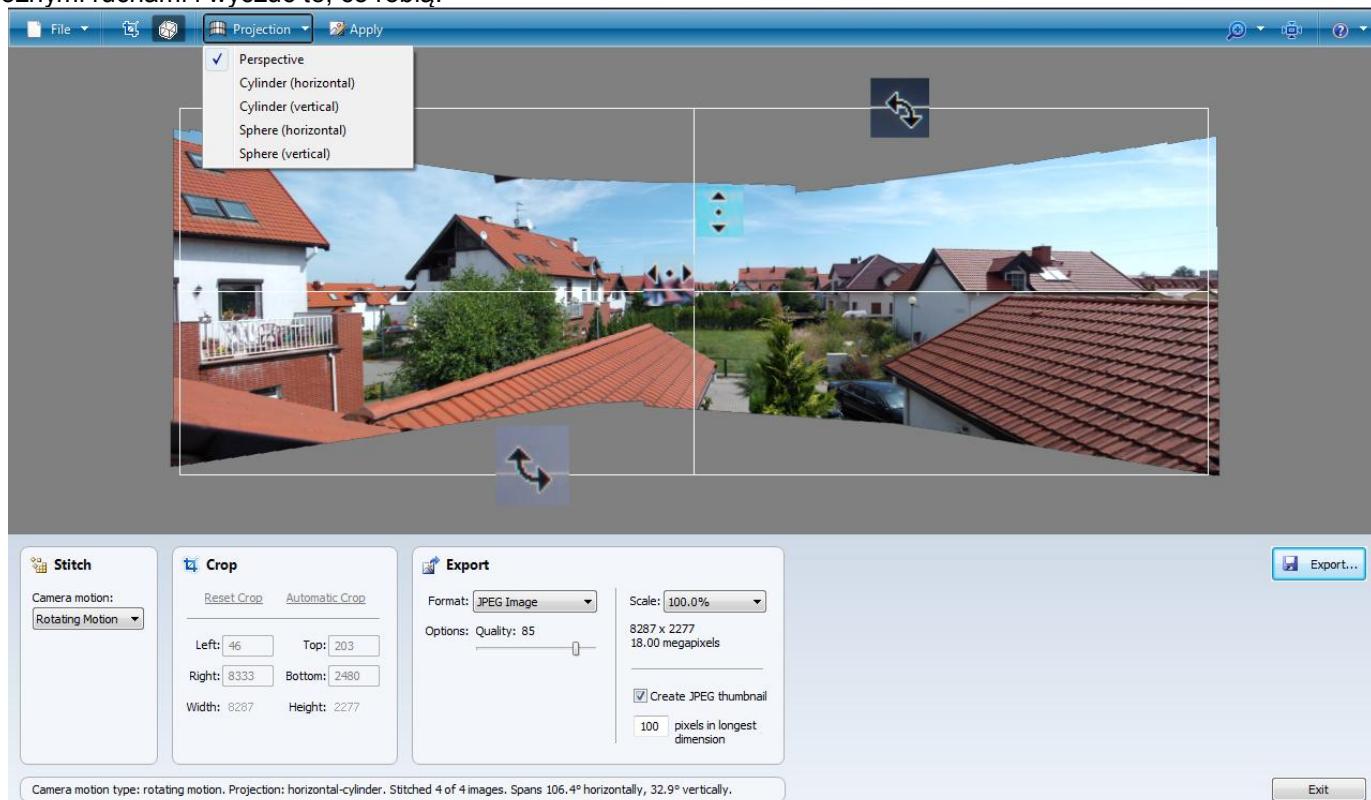 File Projection Apply
Perspective
Cylinder (horizontal)
Cylinder (vertical)
Sphere (horizontal)
Sphere (vertical)
Stitch
Camera motion:
Rotating Motion
Crop
Reset Crop Automatic Crop
Left: 46 Top: 203
Right: 8333 Bottom: 2480
Width: 8287 Height: 2277
Export
Format: JPEG Image
Options: Quality: 85
Scale: 100.0%
8287 x 2277
18.00 megapixels
Create JPEG thumbnail
100 pixels in longest
dimension
Export...
Camera motion type: rotating motion. Projection: horizontal-cylinder. Stitched 4 of 4 images. Spans 106.4° horizontally, 32.9° vertically.
Exit